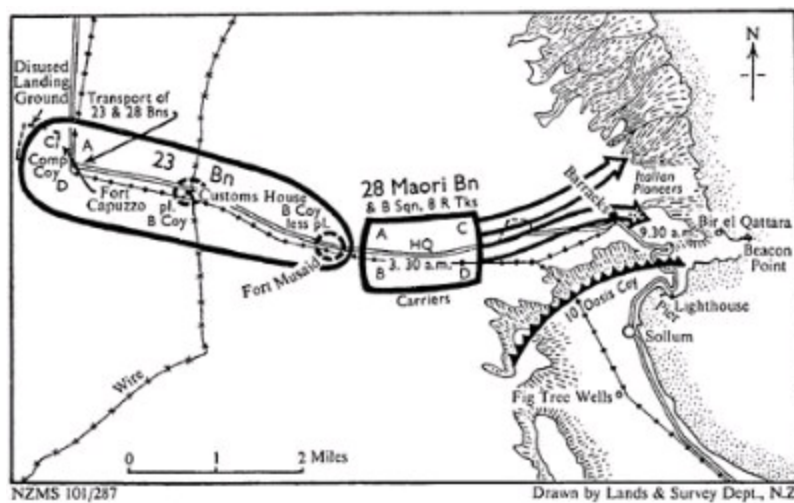 Disused
Landing
Ground
Transport of
23 & 28 Bns
N
C
A
Comp
Coy
D
Fort
Capuzzo
23 Bn
Customs House
pl.
B Coy
B Coy
less pl.
Fort Musaid
28 Maori Bn
& B Sqn, 8 R Tks
A
C
HQ
B
3.30 a.m.
D
Carriers
Barracks
Italian
Pioneers
9.30 a.m.
Bir el Qattara
Beacon
Point
10 Oasis Coy
Pier
Lighthouse
Sollum
Fig Tree Wells
Wire
0 1 2 Miles
NZMS 101/287
Drawn by Lands & Survey Dept., N.Z